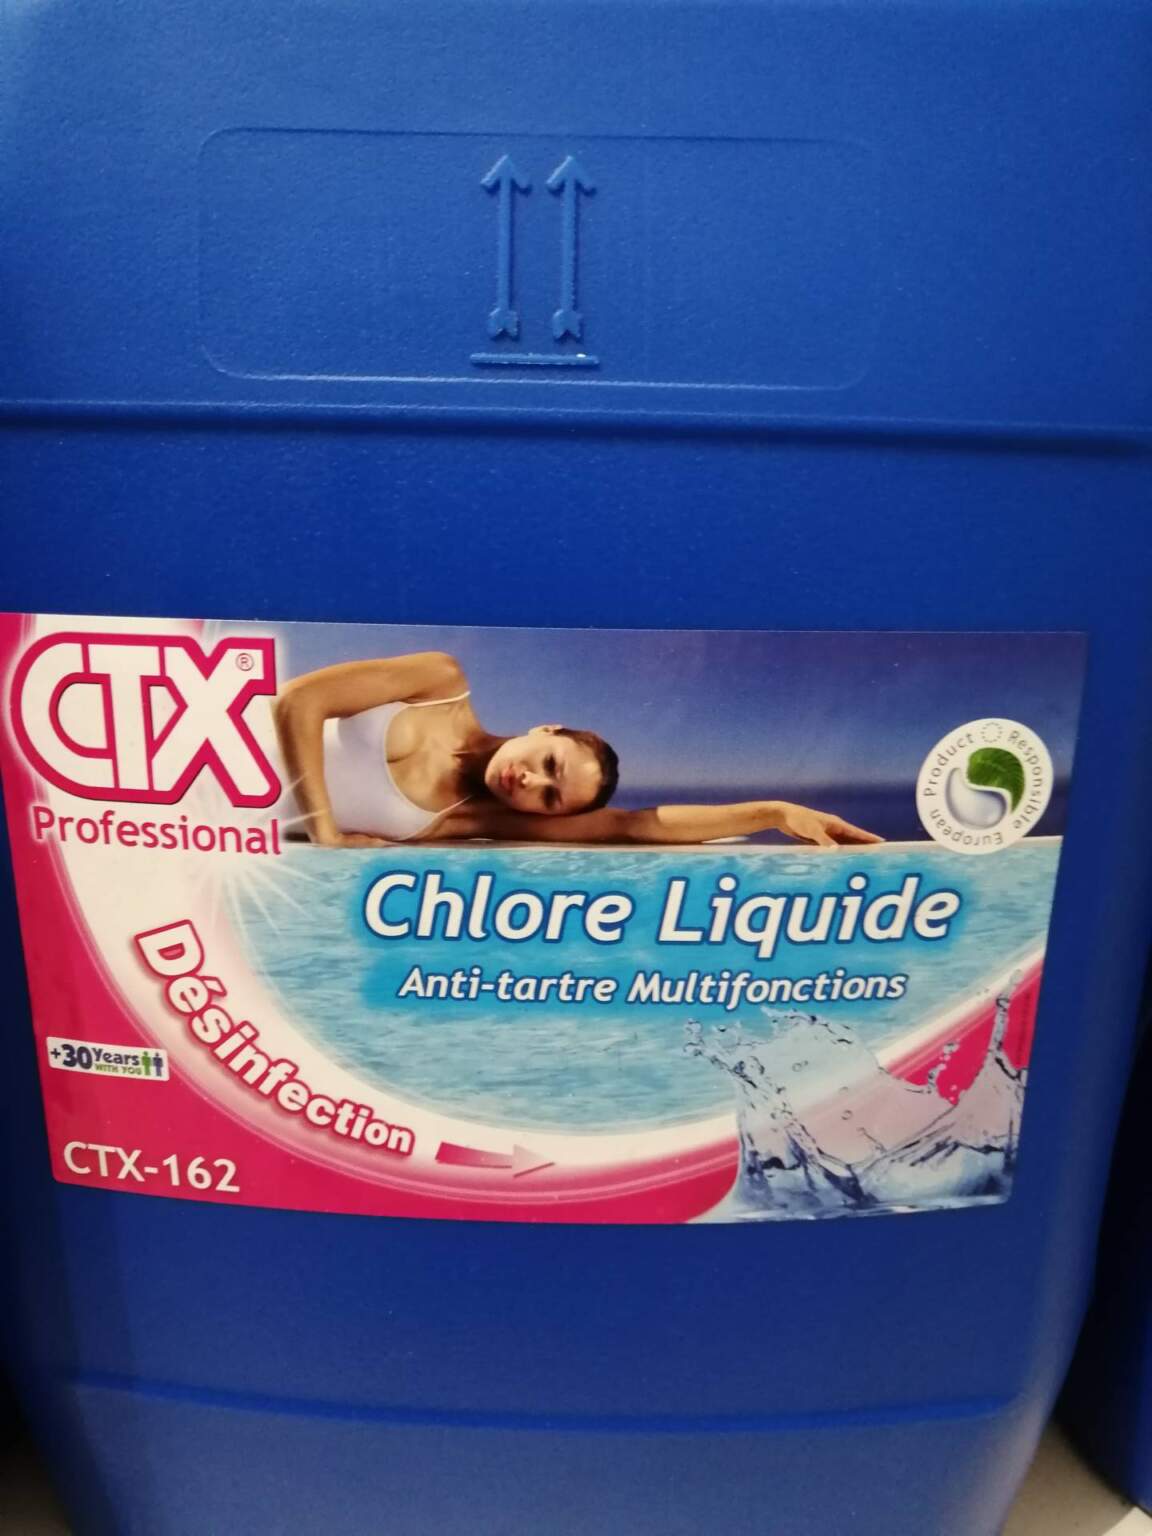 CTX®
Professional
Product Responsible European
Chlore Liquide
Anti-tartre Multifonctions
Désinfection
+30 Years
WITH YOU
CTX-162